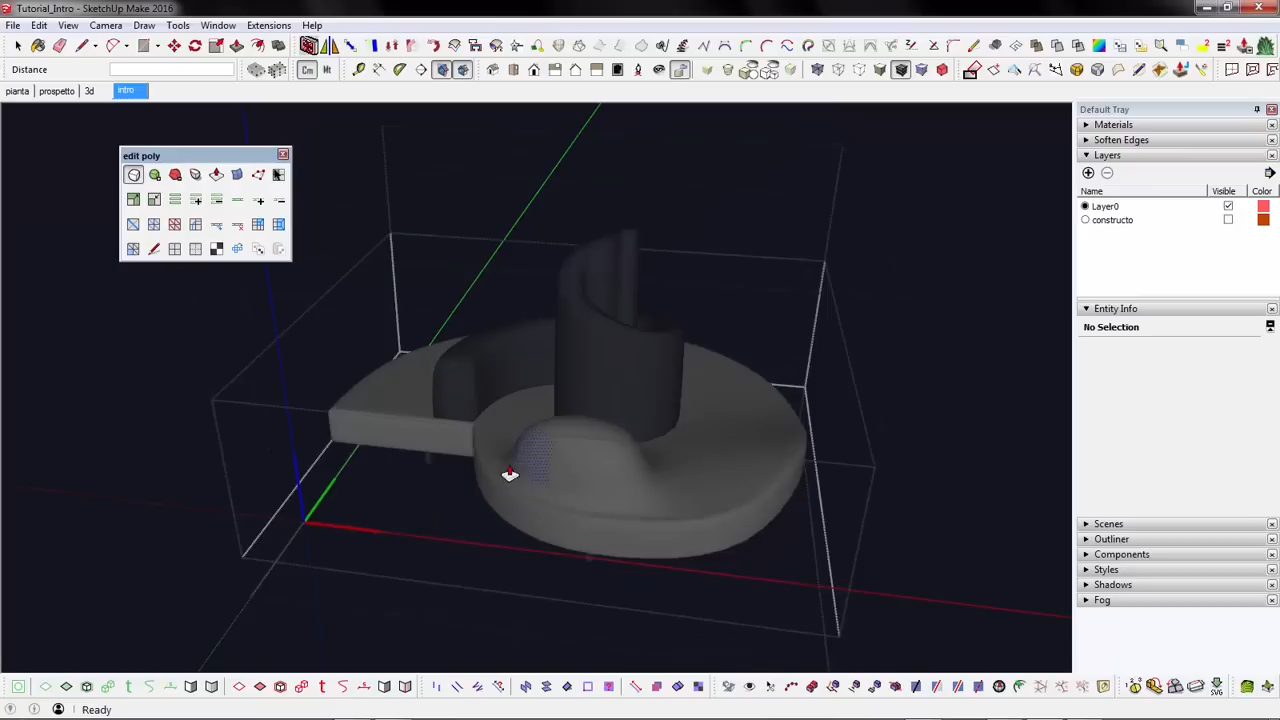 Tutorial_Intro - SketchUp Make 2016
File Edit View Camera Draw Tools Window Extensions Help
Distance
pianta prospetto 3d intro
edit poly
Default Tray
Materials
Soften Edges
Layers
Name Visible Color
Layer0
constructo
Entity Info
No Selection
Scenes
Outliner
Components
Styles
Shadows
Fog
Ready